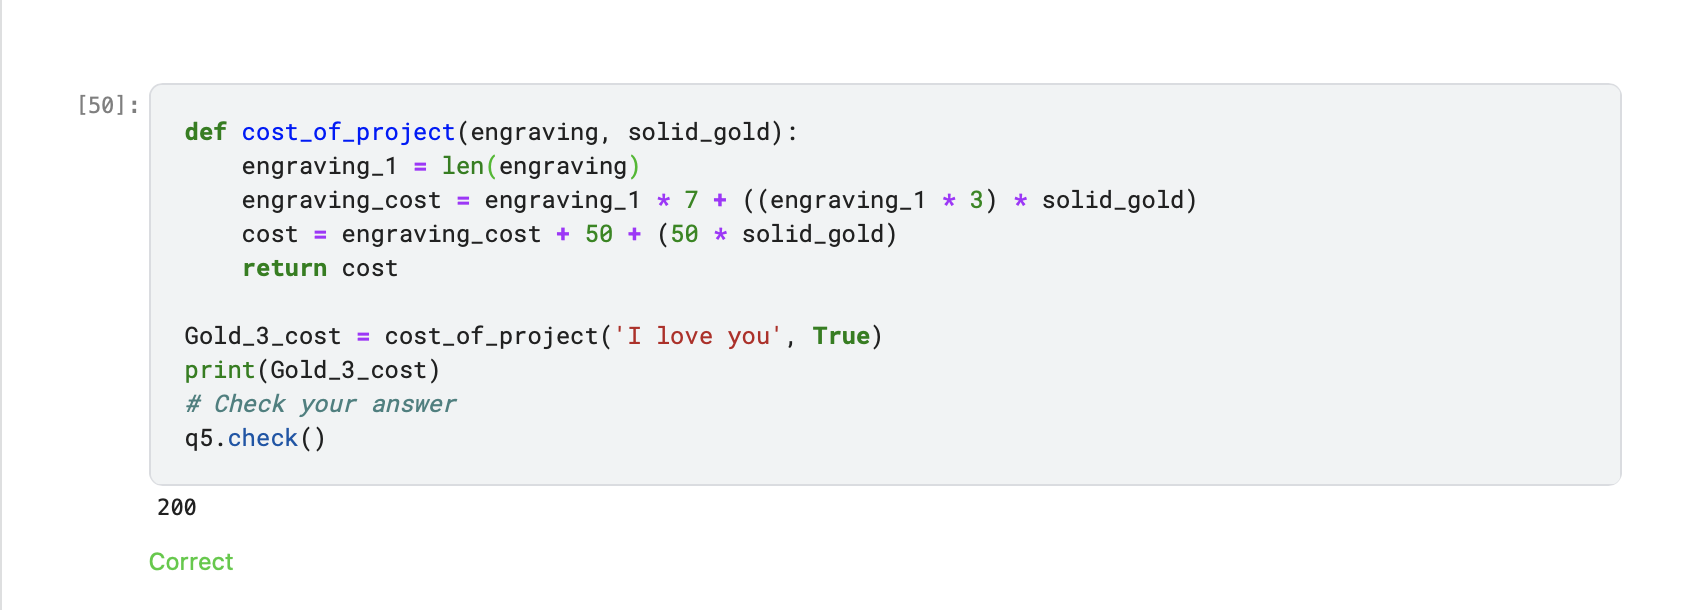 [50]:
def cost_of_project(engraving, solid_gold):
    engraving_1 = len(engraving)
    engraving_cost = engraving_1 * 7 + ((engraving_1 * 3) * solid_gold)
    cost = engraving_cost + 50 + (50 * solid_gold)
    return cost

Gold_3_cost = cost_of_project('I love you', True)
print(Gold_3_cost)
# Check your answer
q5.check()
200
Correct